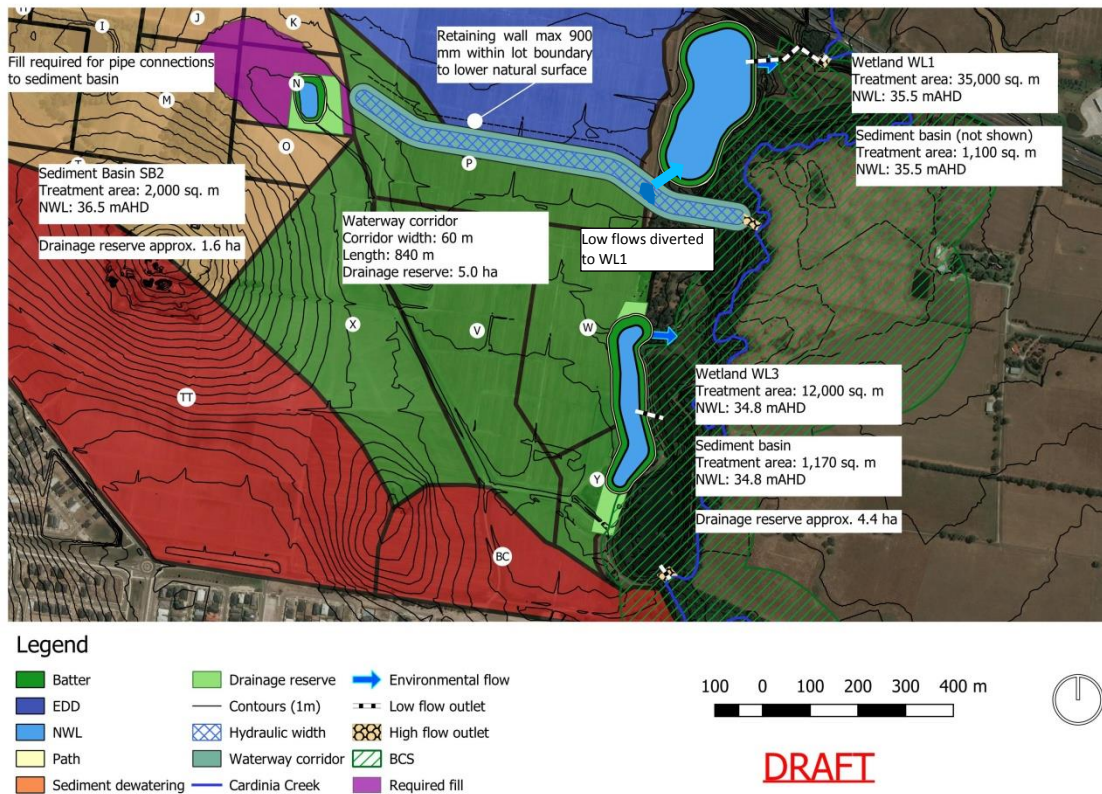 H
I
J
K
Fill required for pipe connections
to sediment basin
Retaining wall max 900
mm within lot boundary
to lower natural surface
Wetland WL1
Treatment area: 35,000 sq. m
NWL: 35.5 mAHD
N
M
O
P
Sediment basin (not shown)
Treatment area: 1,100 sq. m
NWL: 35.5 mAHD
T
Sediment Basin SB2
Treatment area: 2,000 sq. m
NWL: 36.5 mAHD
Drainage reserve approx. 1.6 ha
Waterway corridor
Corridor width: 60 m
Length: 840 m
Drainage reserve: 5.0 ha
Low flows diverted
to WL1
X
V
W
TT
Wetland WL3
Treatment area: 12,000 sq. m
NWL: 34.8 mAHD
Sediment basin
Treatment area: 1,170 sq. m
NWL: 34.8 mAHD
Y
Drainage reserve approx. 4.4 ha
BC
Legend
Batter
EDD
NWL
Path
Sediment dewatering
Drainage reserve
Contours (1m)
Hydraulic width
Waterway corridor
Cardinia Creek
Environmental flow
Low flow outlet
High flow outlet
BCS
Required fill
100 0 100 200 300 400 m
DRAFT